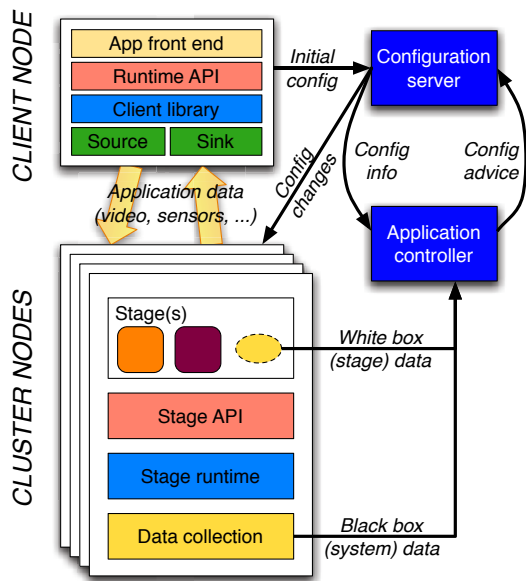 CLIENT NODE
App front end
Runtime API
Client library
Source
Sink
Initial
config
Configuration
server
Config
changes
Config
info
Config
advice
Application data
(video, sensors, ...)
Application
controller
CLUSTER NODES
Stage(s)
White box
(stage) data
Stage API
Stage runtime
Data collection
Black box
(system) data